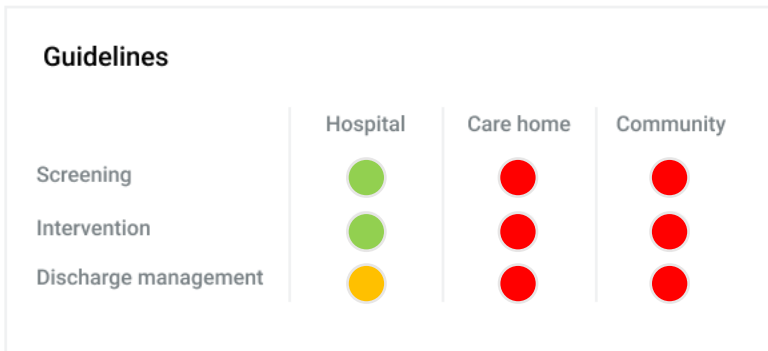 Guidelines
Hospital Care home Community
Screening
Intervention
Discharge management